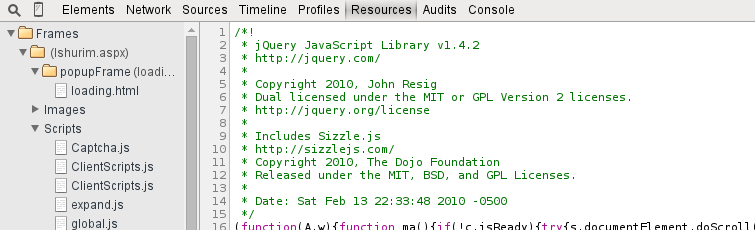 Elements Network Sources Timeline Profiles Resources Audits Console
Frames
(lshurim.aspx)
popupFrame (loadi...
loading.html
Images
Scripts
Captcha.js
ClientScripts.js
ClientScripts.js
expand.js
global.js
1 /*!
2 * jQuery JavaScript Library v1.4.2
3 * http://jquery.com/
4 *
5 * Copyright 2010, John Resig
6 * Dual licensed under the MIT or GPL Version 2 licenses.
7 * http://jquery.org/license
8 *
9 * Includes Sizzle.js
10 * http://sizzlejs.com/
11 * Copyright 2010, The Dojo Foundation
12 * Released under the MIT, BSD, and GPL Licenses.
13 *
14 * Date: Sat Feb 13 22:33:48 2010 -0500
15 */
16 (function(A,w){function ma(){if(!c.isReady){try{s.documentElement.doScroll(